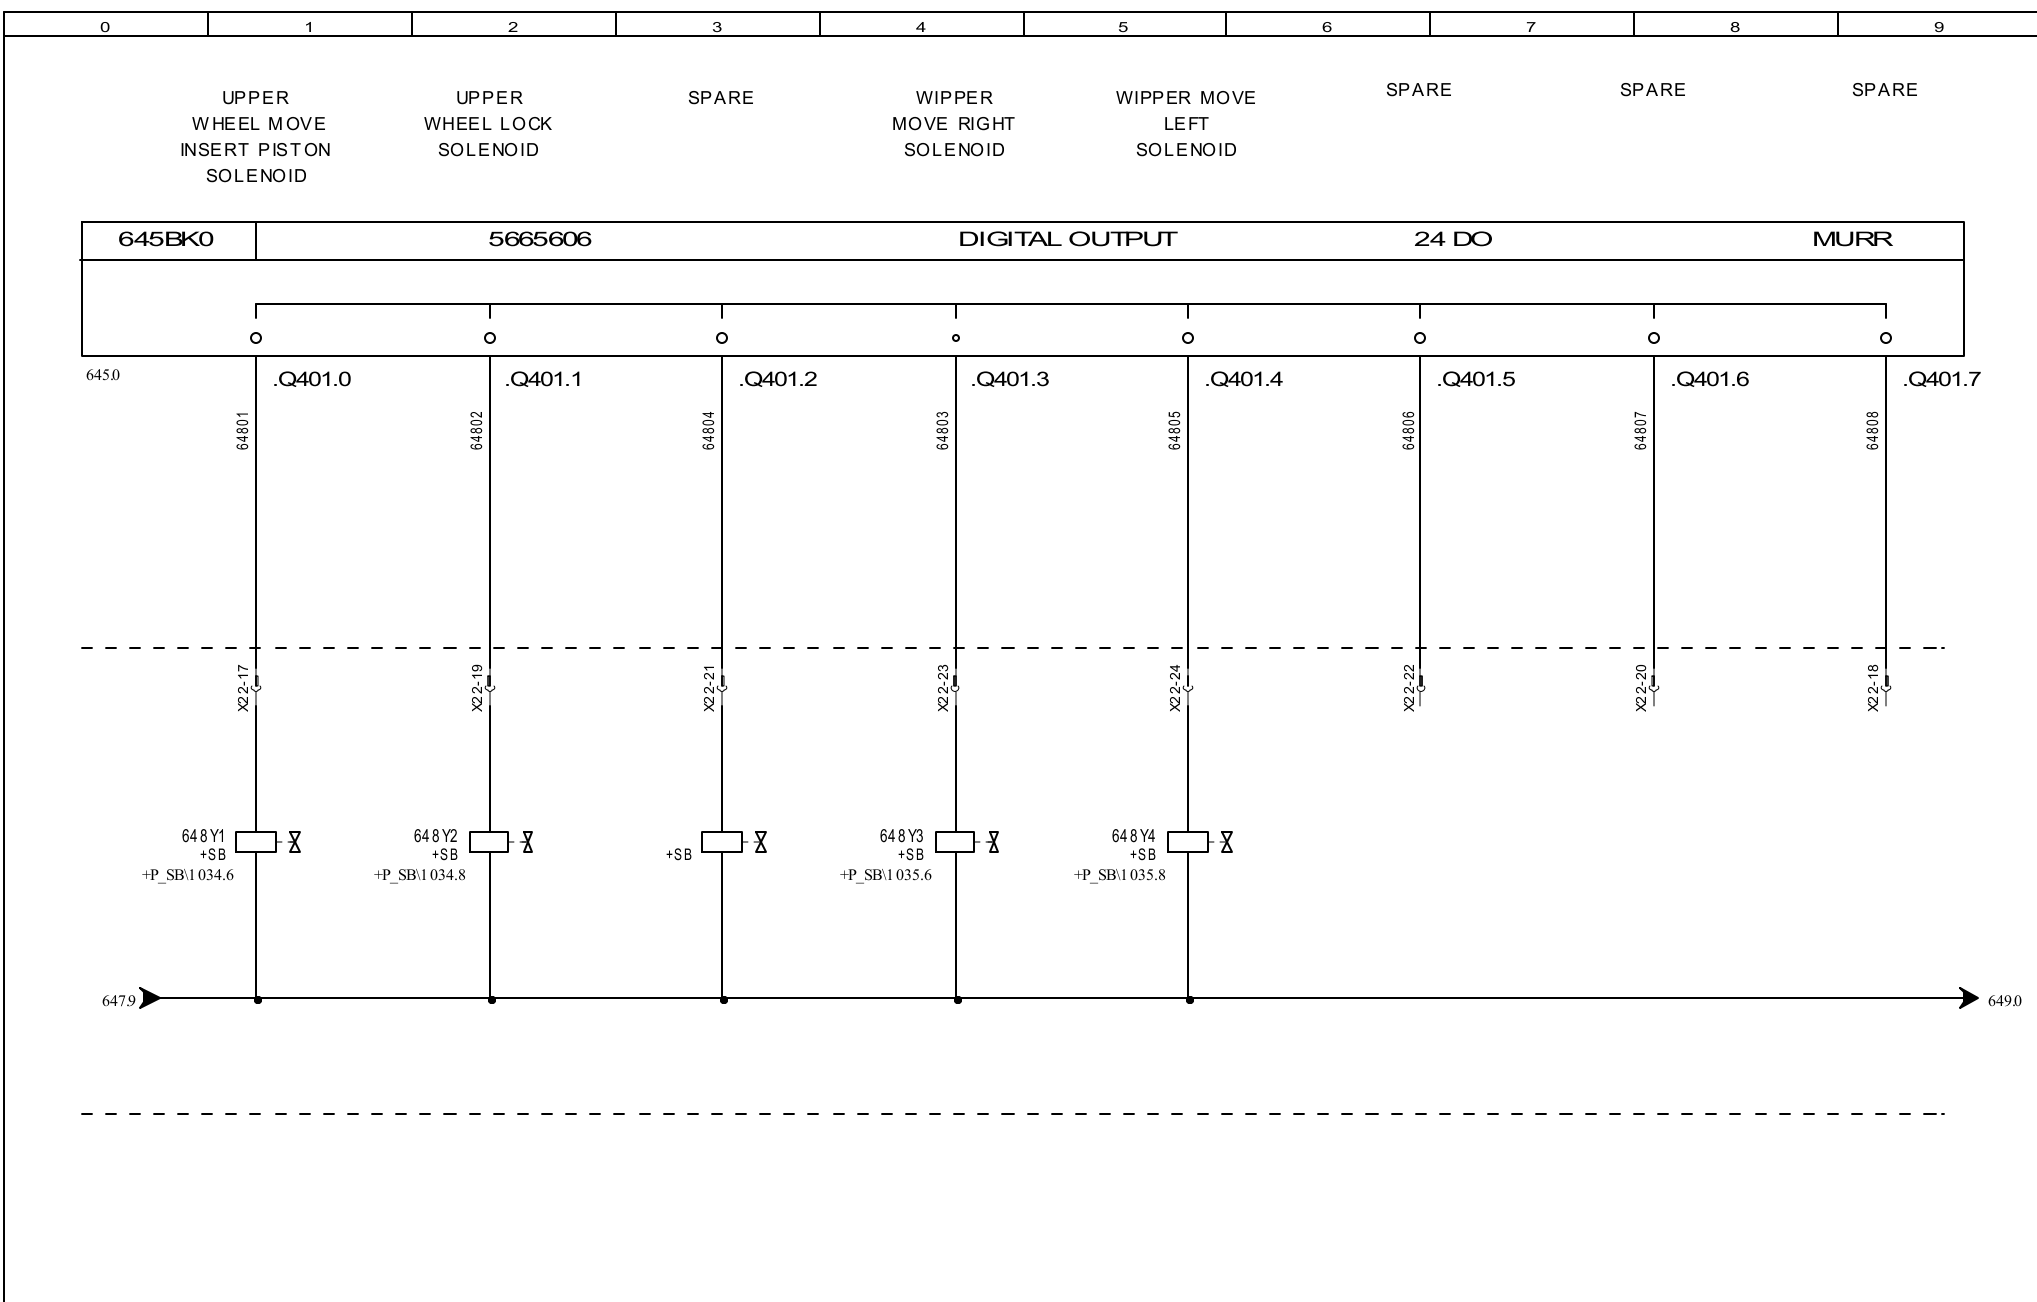 0 1 2 3 4 5 6 7 8 9
UPPER
WHEEL MOVE
INSERT PISTON
SOLENOID
UPPER
WHEEL LOCK
SOLENOID
SPARE
WIPPER
MOVE RIGHT
SOLENOID
WIPPER MOVE
LEFT
SOLENOID
SPARE
SPARE
SPARE
645BK0 5665606 DIGITAL OUTPUT 24 DO MURR
645.0
.Q401.0 .Q401.1 .Q401.2 .Q401.3 .Q401.4 .Q401.5 .Q401.6 .Q401.7
64801 64802 64804 64803 64805 64806 64807 64808
X22-17 X22-19 X22-21 X22-23 X22-24 X22-22 X22-20 X22-18
648Y1
+SB
+P_SB\1034.6
648Y2
+SB
+P_SB\1034.8
+SB
648Y3
+SB
+P_SB\1035.6
648Y4
+SB
+P_SB\1035.8
647.9 649.0